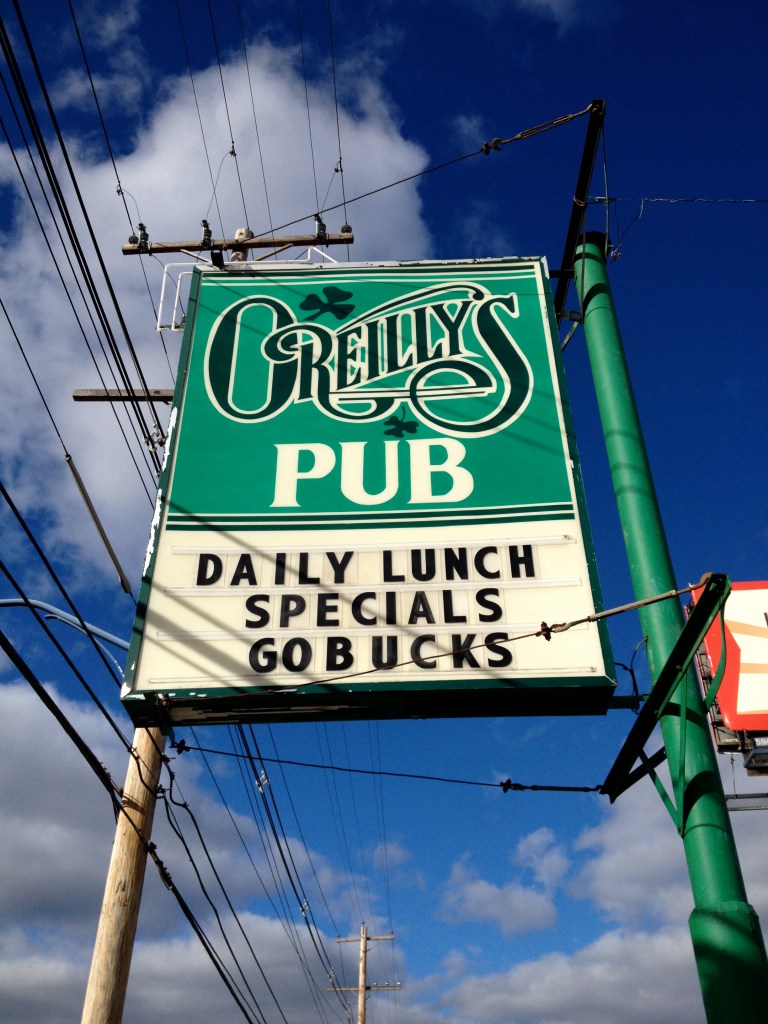 O'REILLY'S
PUB
DAILY LUNCH
SPECIALS
GOBUCKS